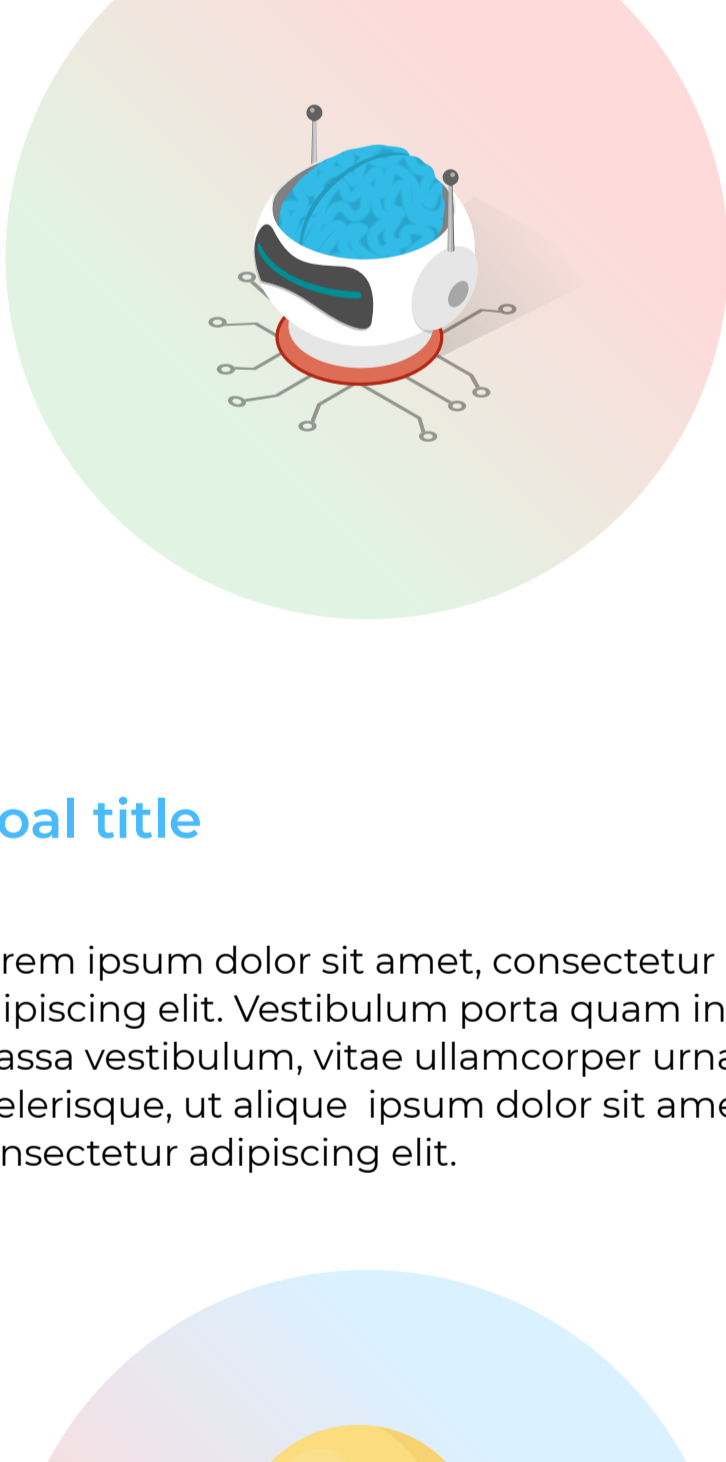 oal title
rem ipsum dolor sit amet, consectetur
ipiscing elit. Vestibulum porta quam in
assa vestibulum, vitae ullamcorper urna
elerisque, ut alique  ipsum dolor sit ame
nsectetur adipiscing elit.